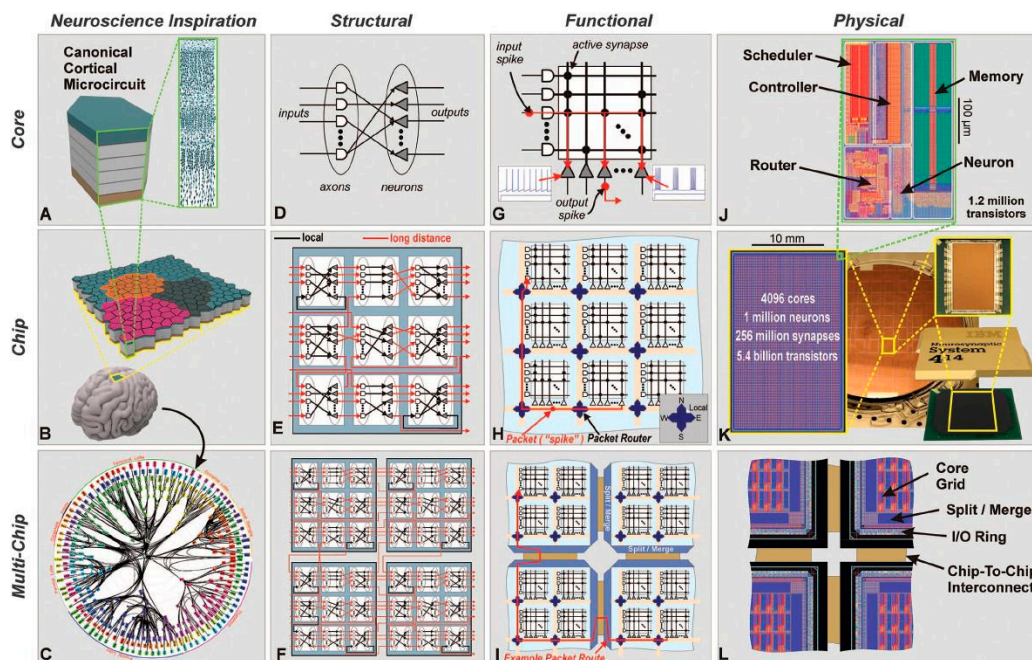 Neuroscience Inspiration
Structural
Functional
Physical
Core
Canonical
Cortical
Microcircuit
A
inputs
outputs
axons
neurons
D
input
spike
active synapse
output
spike
G
Scheduler
Controller
Memory
100 µm
Router
Neuron
1.2 million
transistors
J
Chip
B
local
long distance
E
Packet ("spike")
Packet Router
N
Local
W
E
S
H
10 mm
4096 cores
1 million neurons
256 million synapses
5.4 billion transistors
IBM
Neurosynaptic
System
K
Multi-Chip
C
F
Split / Merge
Split / Merge
Example Packet Route
I
Core
Grid
Split / Merge
I/O Ring
Chip-To-Chip
Interconnect
L